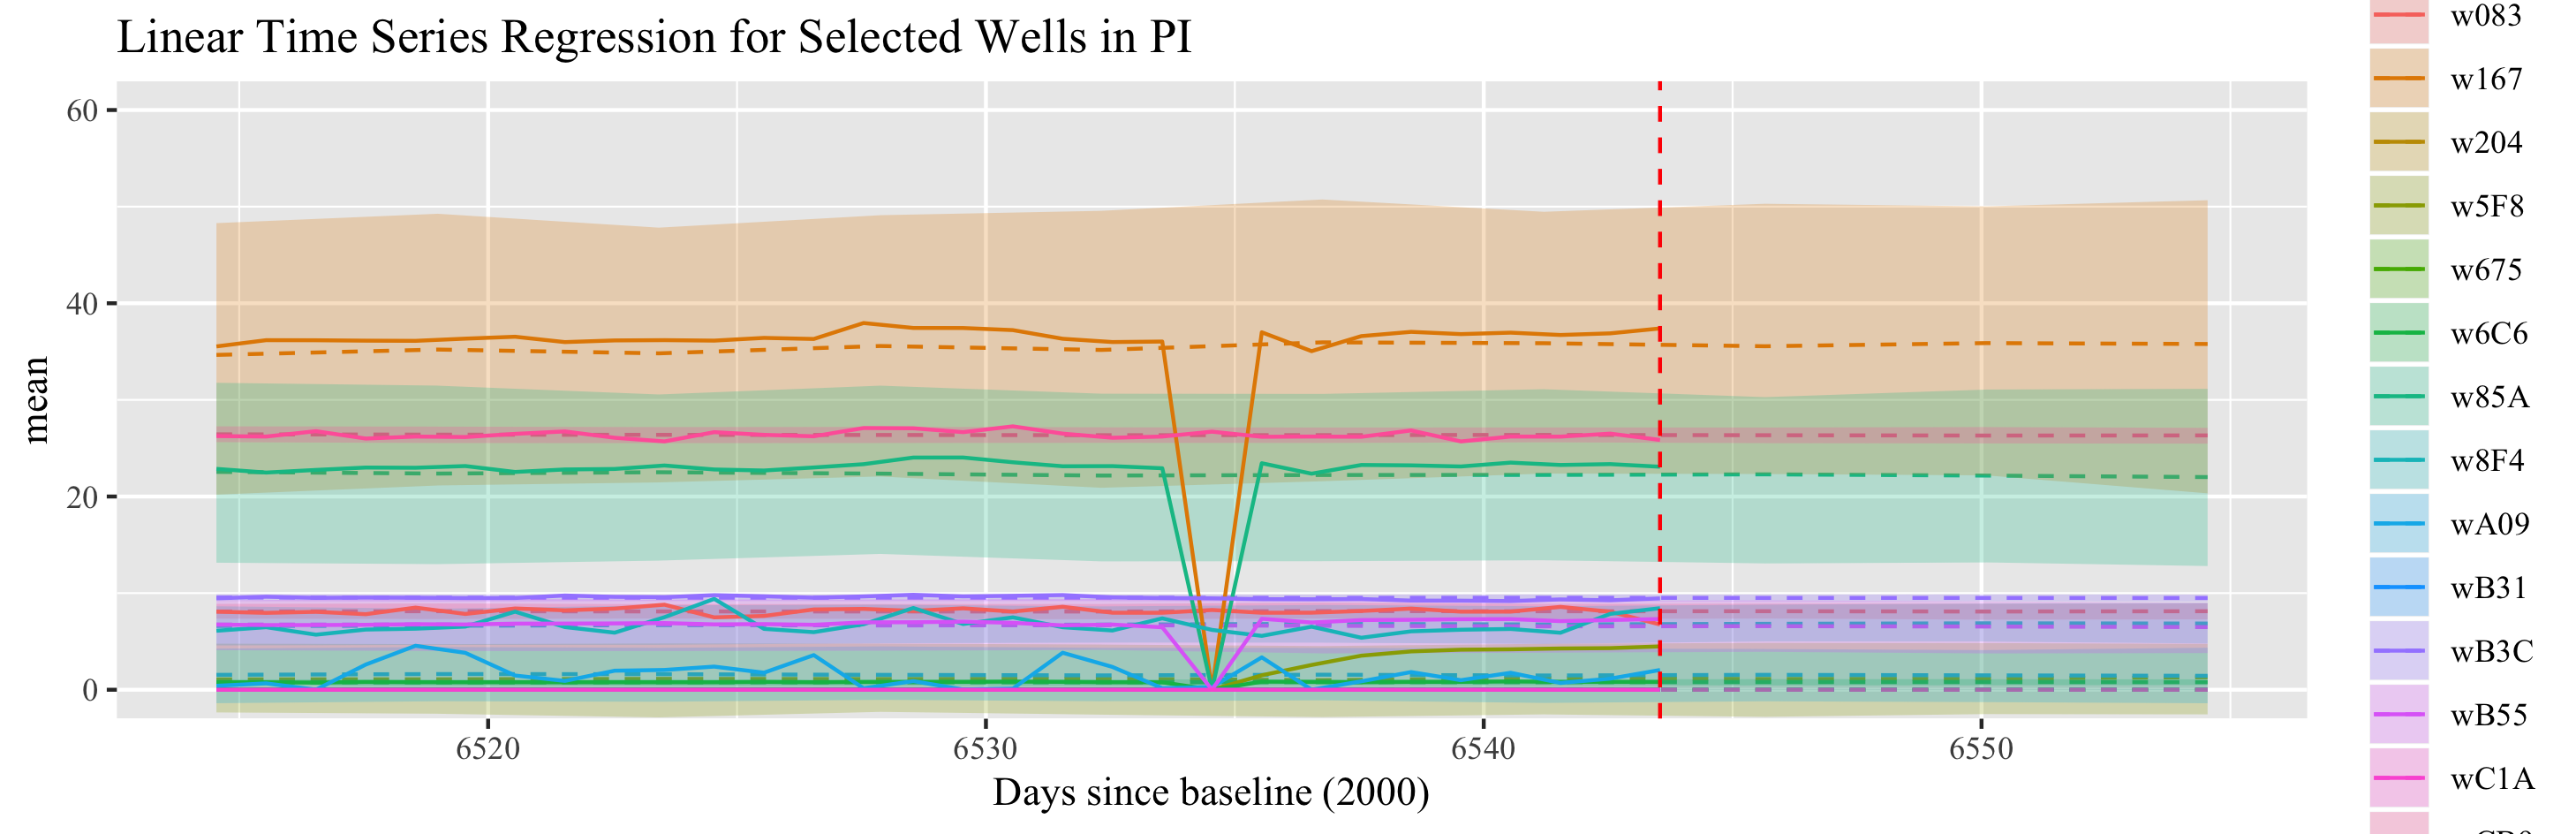 Linear Time Series Regression for Selected Wells in PI
60
40
20
0
mean
6520
6530
6540
6550
Days since baseline (2000)
w083
w167
w204
w5F8
w675
w6C6
w85A
w8F4
wA09
wB31
wB3C
wB55
wC1A